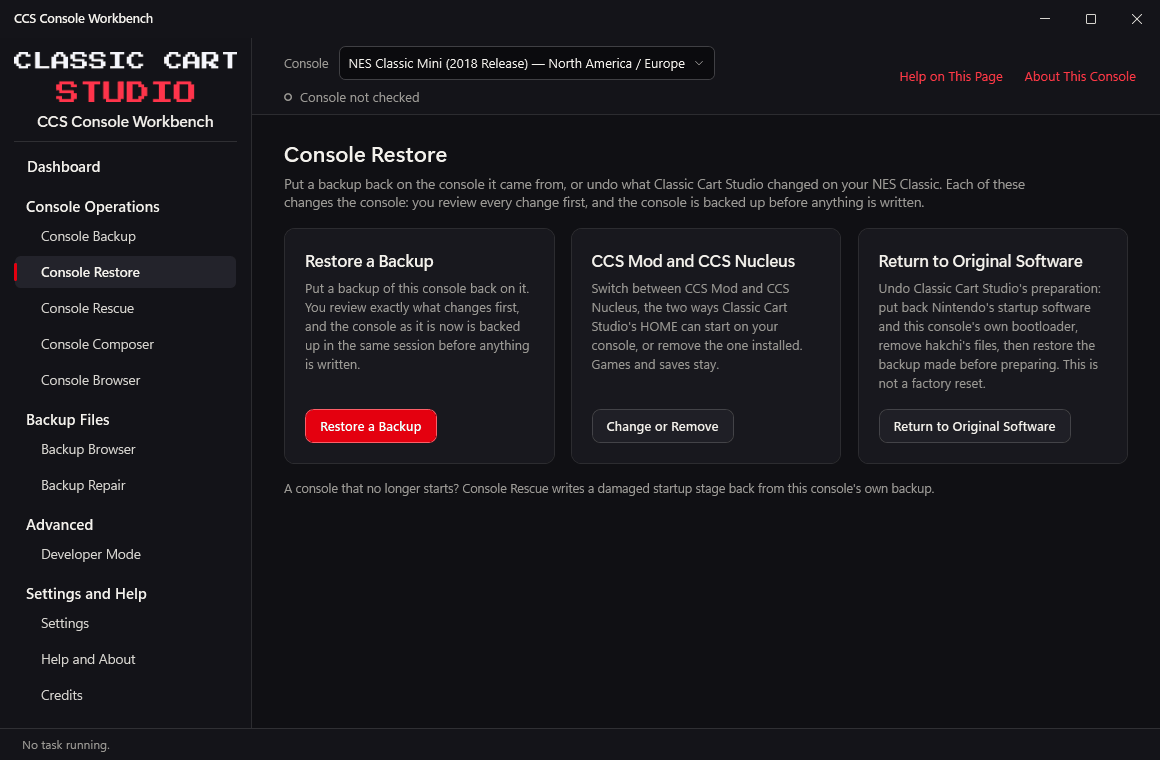 CCS Console Workbench
CLASSIC CART
STUDIO
CCS Console Workbench
Dashboard
Console Operations
Console Backup
Console Restore
Console Rescue
Console Composer
Console Browser
Backup Files
Backup Browser
Backup Repair
Advanced
Developer Mode
Settings and Help
Settings
Help and About
Credits
Console
NES Classic Mini (2018 Release) — North America / Europe
Console not checked
Help on This Page
About This Console
Console Restore
Put a backup back on the console it came from, or undo what Classic Cart Studio changed on your NES Classic. Each of these
changes the console: you review every change first, and the console is backed up before anything is written.
Restore a Backup
Put a backup of this console back on it.
You review exactly what changes first,
and the console as it is now is backed
up in the same session before anything
is written.
Restore a Backup
CCS Mod and CCS Nucleus
Switch between CCS Mod and CCS
Nucleus, the two ways Classic Cart
Studio's HOME can start on your
console, or remove the one installed.
Games and saves stay.
Change or Remove
Return to Original Software
Undo Classic Cart Studio's preparation:
put back Nintendo's startup software
and this console's own bootloader,
remove hakchi's files, then restore the
backup made before preparing. This is
not a factory reset.
Return to Original Software
A console that no longer starts? Console Rescue writes a damaged startup stage back from this console's own backup.
No task running.